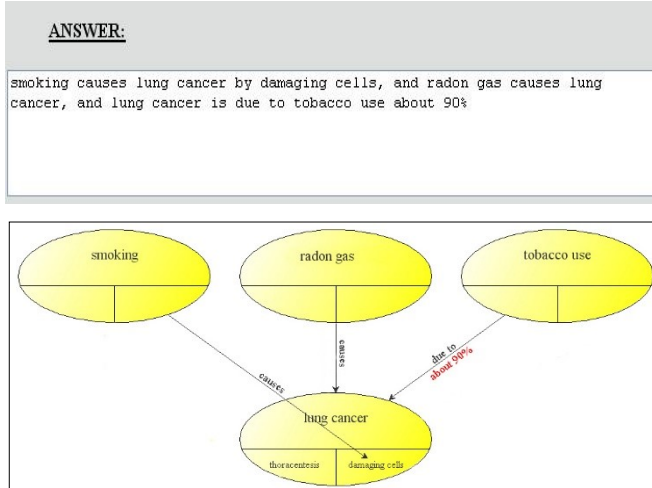 ANSWER:
smoking causes lung cancer by damaging cells, and radon gas causes lung
cancer, and lung cancer is due to tobacco use about 90%
smoking
radon gas
tobacco use
causes
causes
due to
about 90%
lung cancer
thoracentesis
damaging cells